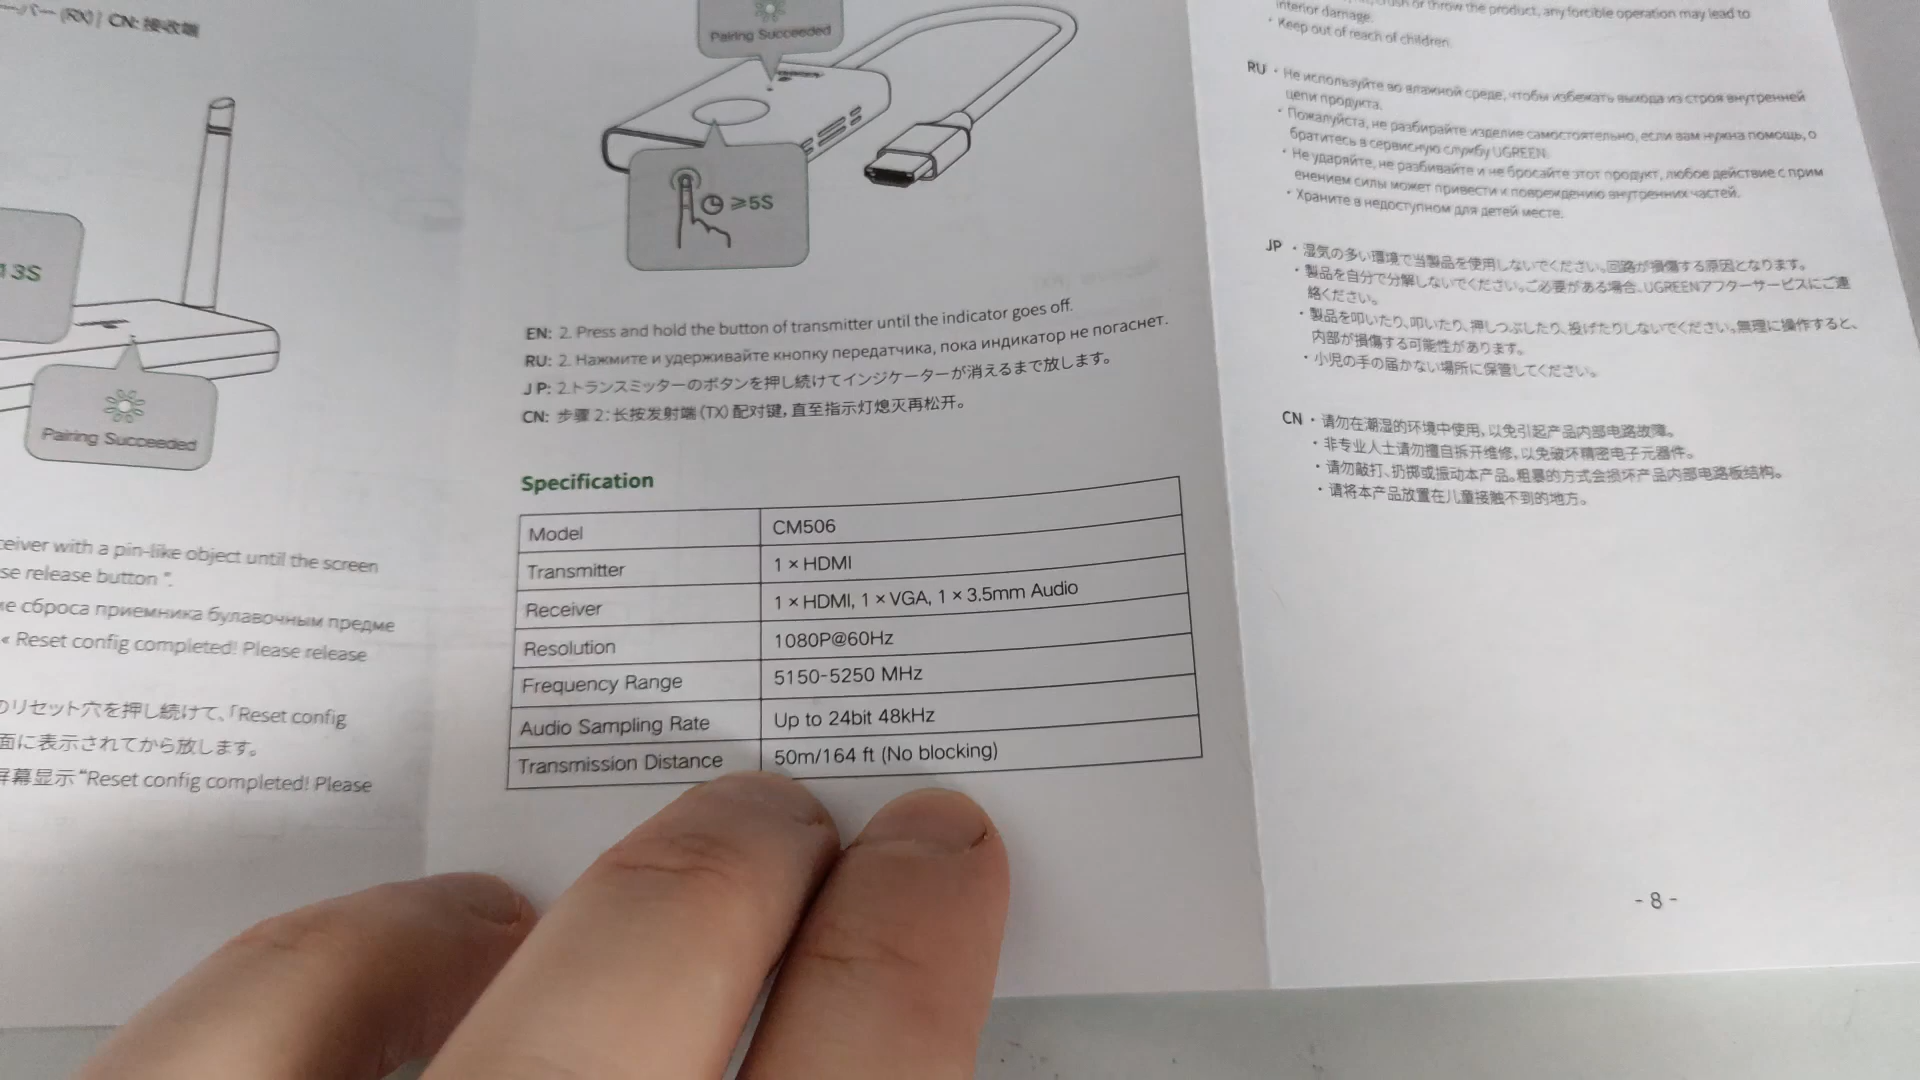 (RX) / CN: 接收端
13S
Pairing Succeeded
ceiver with a pin-like object until the screen
se release button ".
ме сброса приемника булавочным предме
« Reset config completed! Please release
のリセット穴を押し続けて、「Reset config
面に表示されてから放します。
屏幕显示 "Reset config completed! Please
Pairing Succeeded
≥5S
EN: 2. Press and hold the button of transmitter until the indicator goes off.
RU: 2. Нажмите и удерживайте кнопку передатчика, пока индикатор не погаснет.
JP: 2.トランスミッターのボタンを押し続けてインジケーターが消えるまで放します。
CN: 步骤 2: 长按发射端 (TX) 配对键, 直至指示灯熄灭再松开。
Specification
Model CM506
Transmitter 1 × HDMI
Receiver 1 × HDMI, 1 × VGA, 1 × 3.5mm Audio
Resolution 1080P@60Hz
Frequency Range 5150-5250 MHz
Audio Sampling Rate Up to 24bit 48kHz
Transmission Distance 50m/164 ft (No blocking)
or throw the product, any forcible operation may lead to
interior damage.
· Keep out of reach of children.
RU · Не используйте во влажной среде, чтобы избежать выхода из строя внутренней
цепи продукта.
· Пожалуйста, не разбирайте изделие самостоятельно, если вам нужна помощь, о
братитесь в сервисную службу UGREEN.
· Не ударяйте, не разбивайте и не бросайте этот продукт, любое действие с прим
енением силы может привести к повреждению внутренних частей.
· Храните в недоступном для детей месте.
JP · 湿気の多い環境で当製品を使用しないでください。回路が損傷する原因となります。
· 製品を自分で分解しないでください。ご必要がある場合、UGREENアフターサービスにご連
絡ください。
· 製品を叩いたり、叩いたり、押しつぶしたり、投げたりしないでください。無理に操作すると、
内部が損傷する可能性があります。
· 小児の手の届かない場所に保管してください。
CN · 请勿在潮湿的环境中使用, 以免引起产品内部电路故障。
· 非专业人士请勿擅自拆开维修, 以免破坏精密电子元器件。
· 请勿敲打、扔掷或振动本产品。粗暴的方式会损坏产品内部电路板结构。
· 请将本产品放置在儿童接触不到的地方。
- 8 -